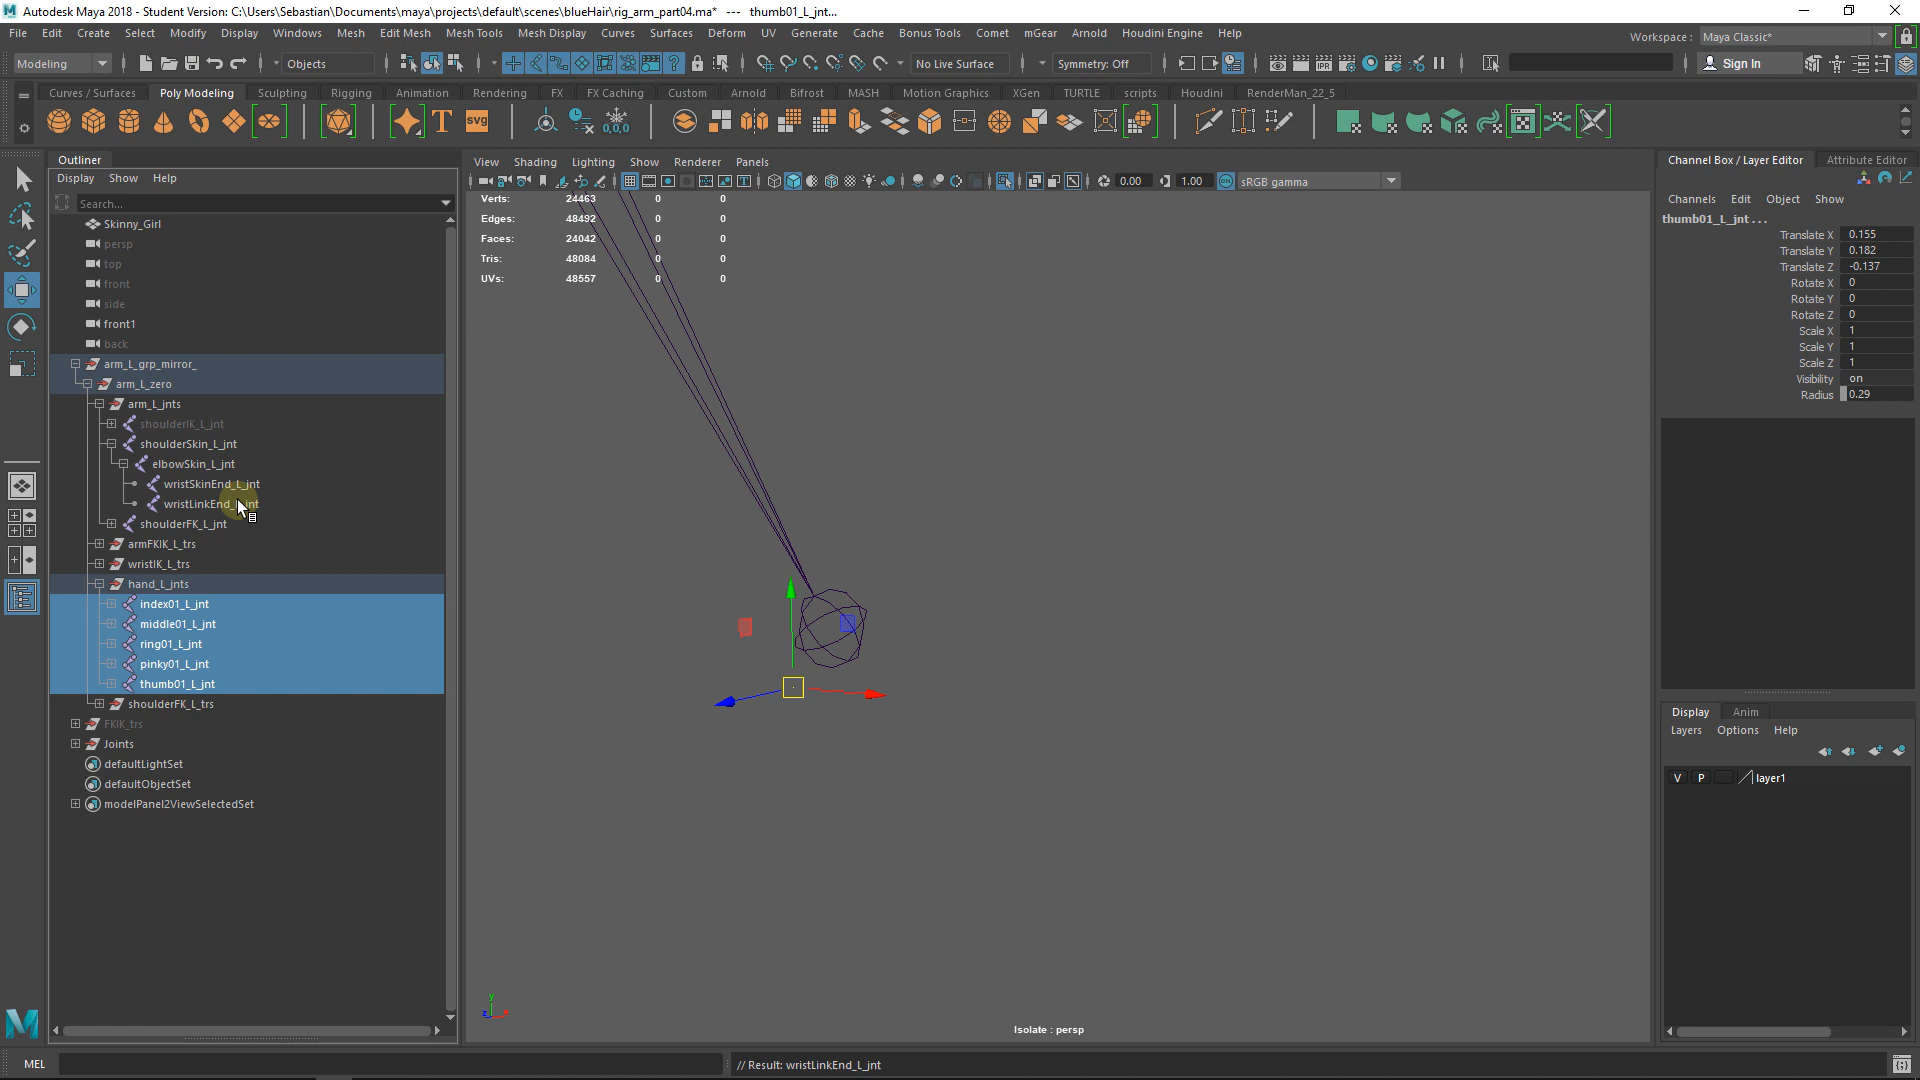 Autodesk Maya 2018 - Student Version: C:\Users\Sebastian\Documents\maya\projects\default\scenes\blueHair\rig_arm_part04.ma* --- thumb01_L_jnt...
File Edit Create Select Modify Display Windows Mesh Edit Mesh Mesh Tools Mesh Display Curves Surfaces Deform UV Generate Cache Bonus Tools Comet mGear Arnold Houdini Engine Help
Workspace : Maya Classic*
Modeling Objects No Live Surface Symmetry: Off Sign In
Curves / Surfaces Poly Modeling Sculpting Rigging Animation Rendering FX FX Caching Custom Arnold Bifrost MASH Motion Graphics XGen TURTLE scripts Houdini RenderMan_22_5
T svg 0,0,0
Outliner
Display Show Help
Search...
Skinny_Girl
persp
top
front
side
front1
back
arm_L_grp_mirror_
arm_L_zero
arm_L_jnts
shoulderIK_L_jnt
shoulderSkin_L_jnt
elbowSkin_L_jnt
wristSkinEnd_L_jnt
wristLinkEnd_L_jnt
shoulderFK_L_jnt
armFKIK_L_trs
wristIK_L_trs
hand_L_jnts
index01_L_jnt
middle01_L_jnt
ring01_L_jnt
pinky01_L_jnt
thumb01_L_jnt
shoulderFK_L_trs
FKIK_trs
Joints
defaultLightSet
defaultObjectSet
modelPanel2ViewSelectedSet
View Shading Lighting Show Renderer Panels
0.00 1.00 ON sRGB gamma
Verts: 24463 0 0
Edges: 48492 0 0
Faces: 24042 0 0
Tris: 48084 0 0
UVs: 48557 0 0
y
z
Isolate : persp
Channel Box / Layer Editor Attribute Editor
Channels Edit Object Show
thumb01_L_jnt . . .
Translate X 0.155
Translate Y 0.182
Translate Z -0.137
Rotate X 0
Rotate Y 0
Rotate Z 0
Scale X 1
Scale Y 1
Scale Z 1
Visibility on
Radius 0.29
Display Anim
Layers Options Help
V P layer1
MEL
// Result: wristLinkEnd_L_jnt